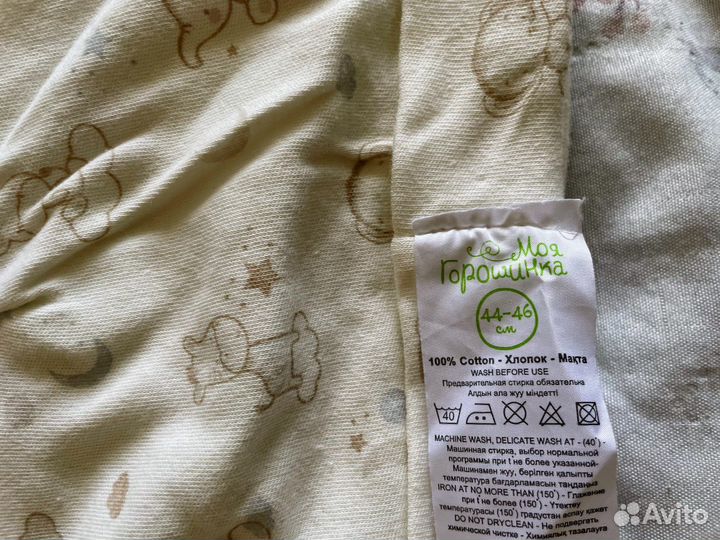 Моя
Горошинка
44-46
см
100% Cotton - Хлопок - Мақта
WASH BEFORE USE
Предварительная стирка обязательна
Алдын ала жуу міндетті
40
MACHINE WASH, DELICATE WASH AT - (40°) -
Машинная стирка, выбор нормальной
программы при t°не более указанной-
Машинамен жуу, берілген қалыпты
температура бағдарламасын таңдаңыз
IRON AT NO MORE THAN (150°) - Глажение
при t°не более (150°) - Үтектеу
температурасы (150°) градустан аспау қажет
DO NOT DRYCLEAN - Не подвергать
химической чистке - Химиялық тазалауға
Avito